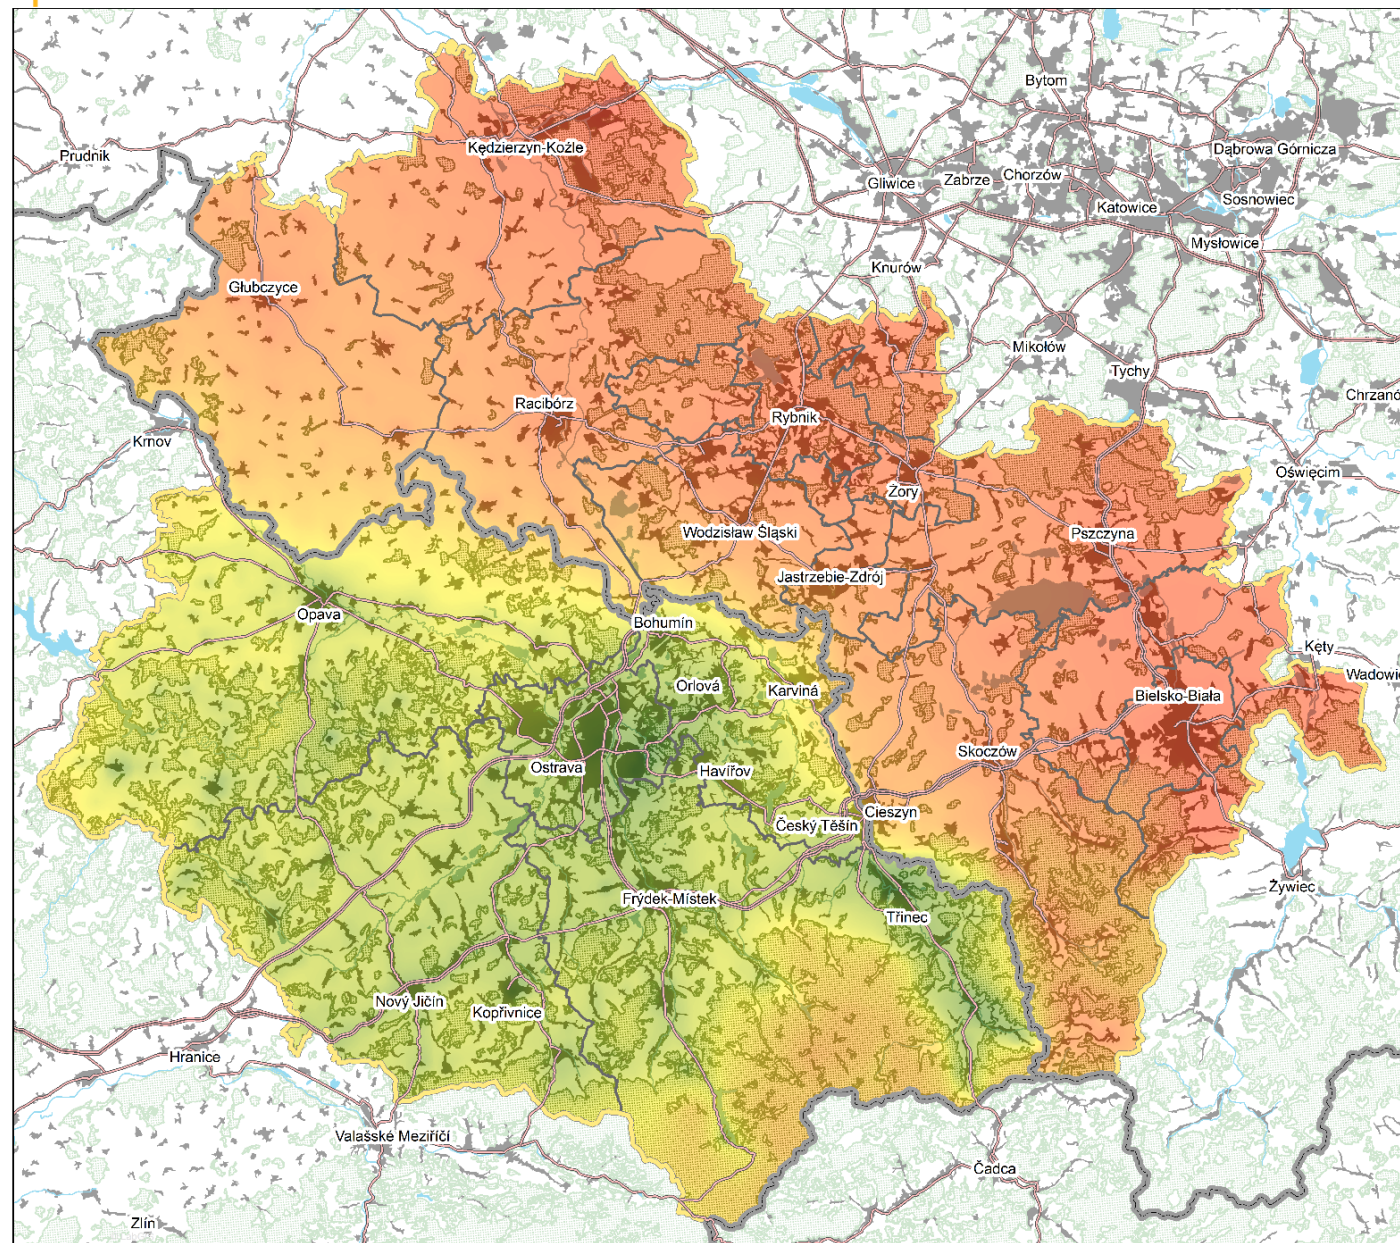 Bytom
Prudnik
Kędzierzyn-Koźle
Dąbrowa Górnicza
Gliwice
Zabrze
Chorzów
Katowice
Sosnowiec
Mysłowice
Knurów
Głubczyce
Mikołów
Tychy
Chrzanó
Racibórz
Rybnik
Krnov
Oświęcim
Żory
Wodzisław Śląski
Pszczyna
Jastrzebie-Zdrój
Opava
Bohumín
Kęty
Wadowic
Orlová
Karviná
Bielsko-Biała
Skoczów
Ostrava
Havířov
Cieszyn
Český Těšín
Żywiec
Frýdek-Místek
Třinec
Nový Jičín
Kopřivnice
Hranice
Valašské Meziříčí
Čadca
Zlín